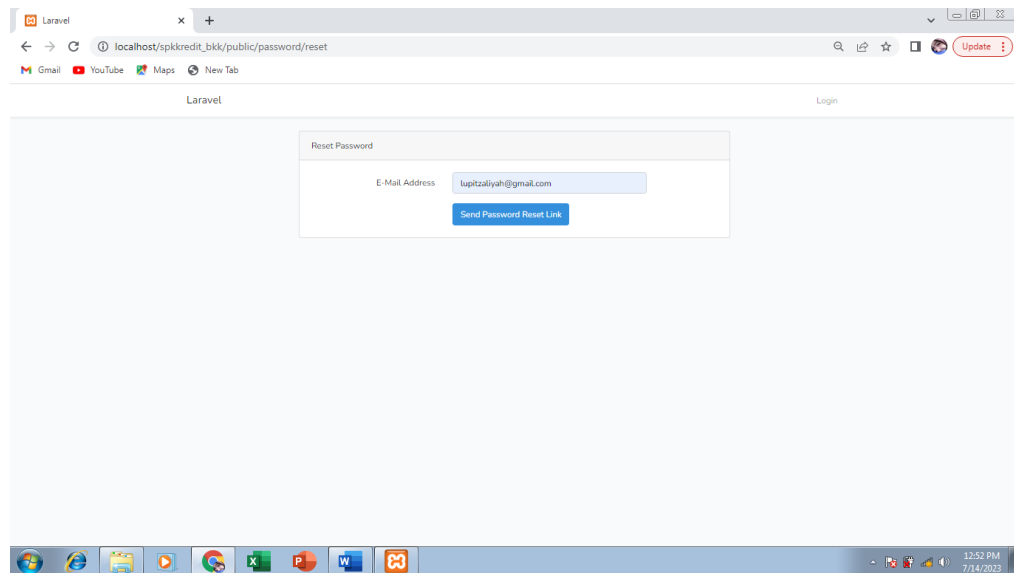 Laravel
localhost/spkkredit_bkk/public/password/reset
Update
Gmail YouTube Maps New Tab
Laravel Login
Reset Password
E-Mail Address lupitzaliyah@gmail.com
Send Password Reset Link
12:52 PM
7/14/2023